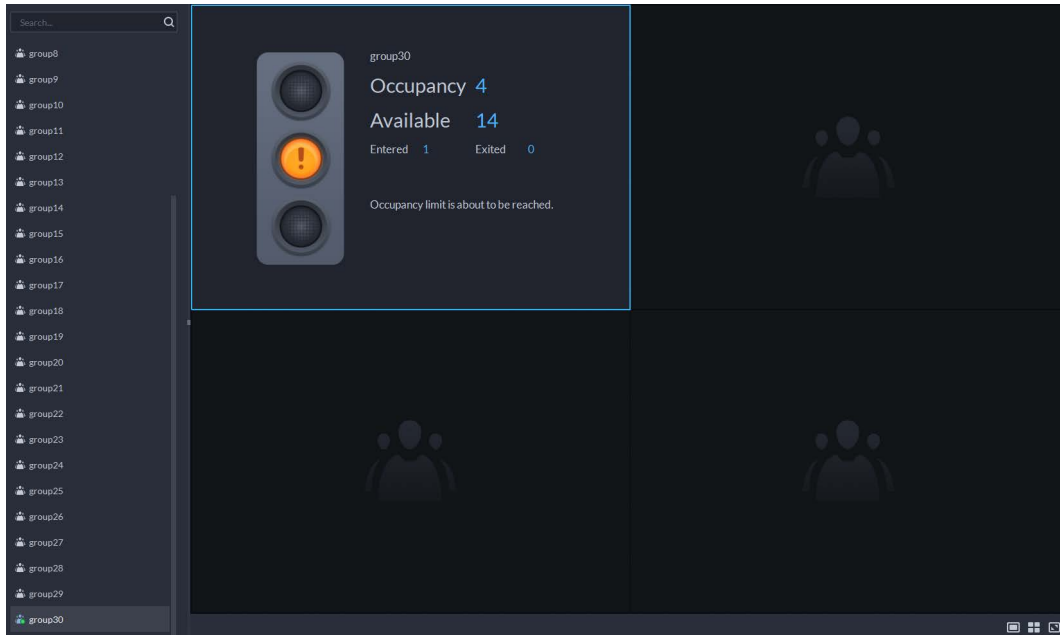 Search...
group8
group9
group10
group11
group12
group13
group14
group15
group16
group17
group18
group19
group20
group21
group22
group23
group24
group25
group26
group27
group28
group29
group30
group30
Occupancy 4
Available 14
Entered 1 Exited 0
Occupancy limit is about to be reached.